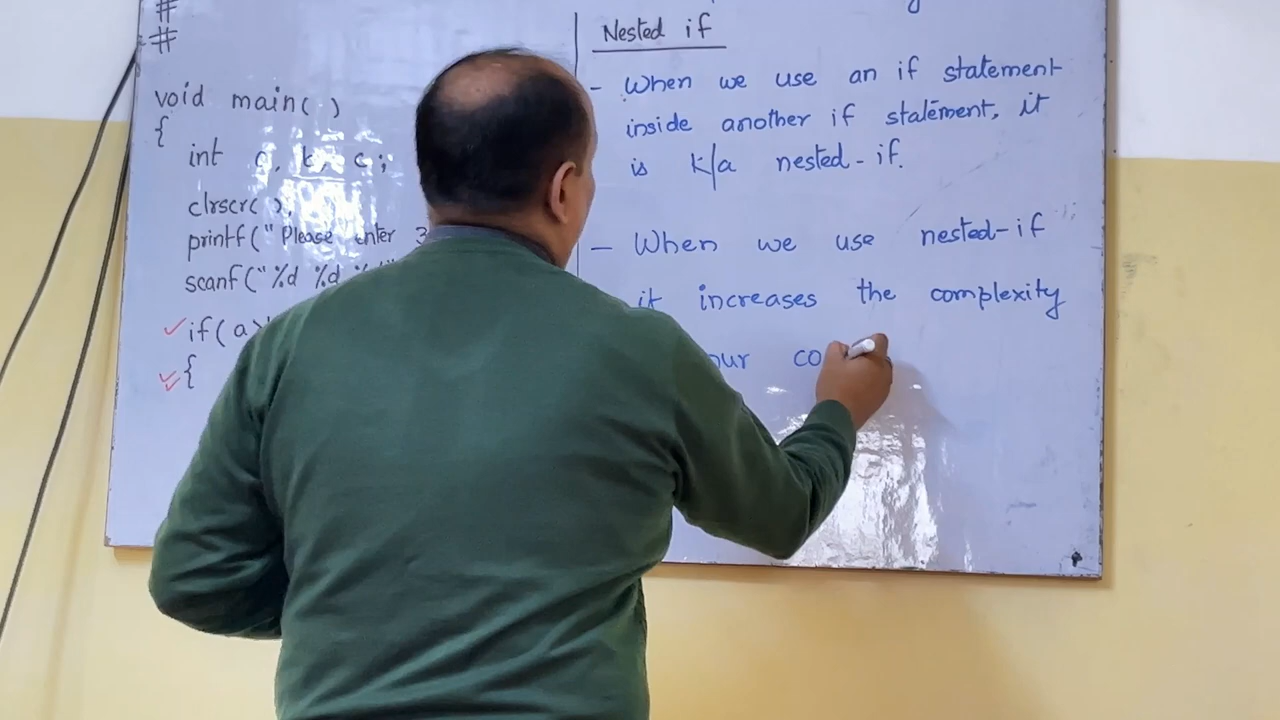 #
#
void main( )
{
int a, b, c;
clrscr( );
printf("Please enter 3
scanf("%d %d %d"
if(a>
{
Nested if
- When we use an if statement
inside another if statement, it
is k/a nested-if.
- When we use nested-if
it increases the complexity
our co